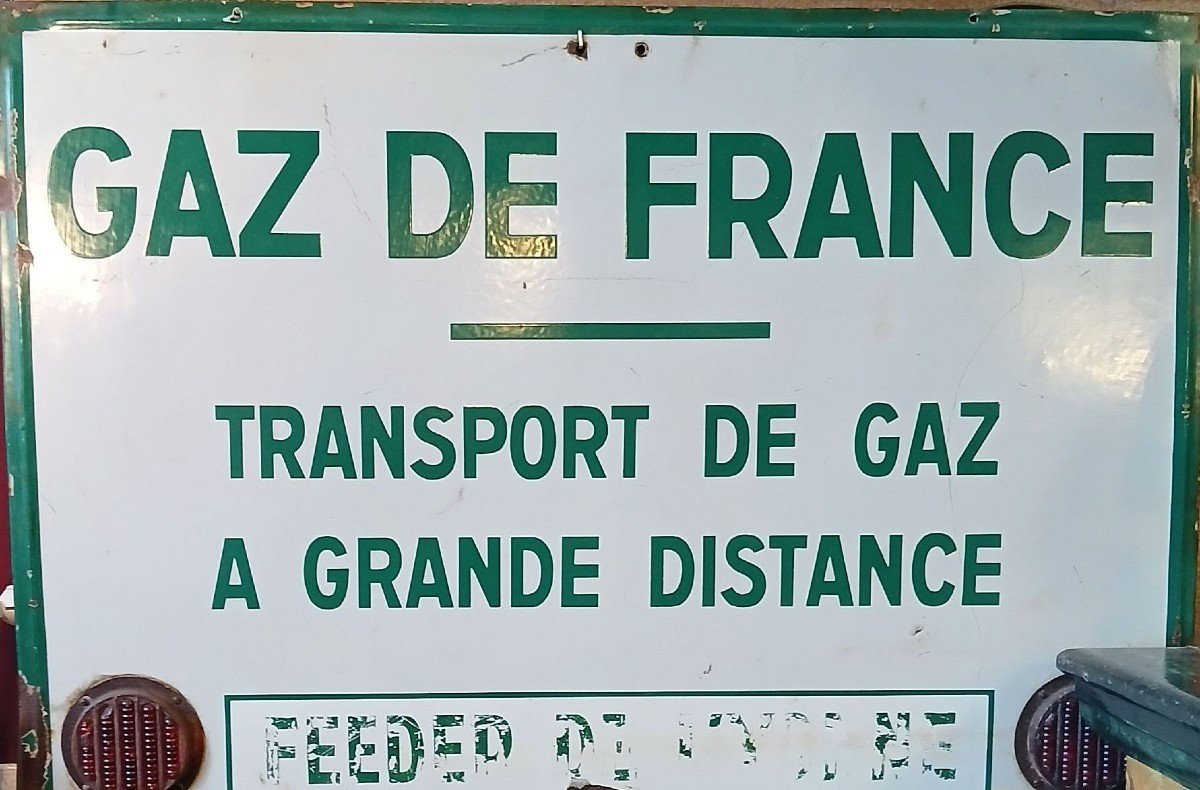 GAZ DE FRANCE
TRANSPORT DE GAZ
A GRANDE DISTANCE
FEEDER DE